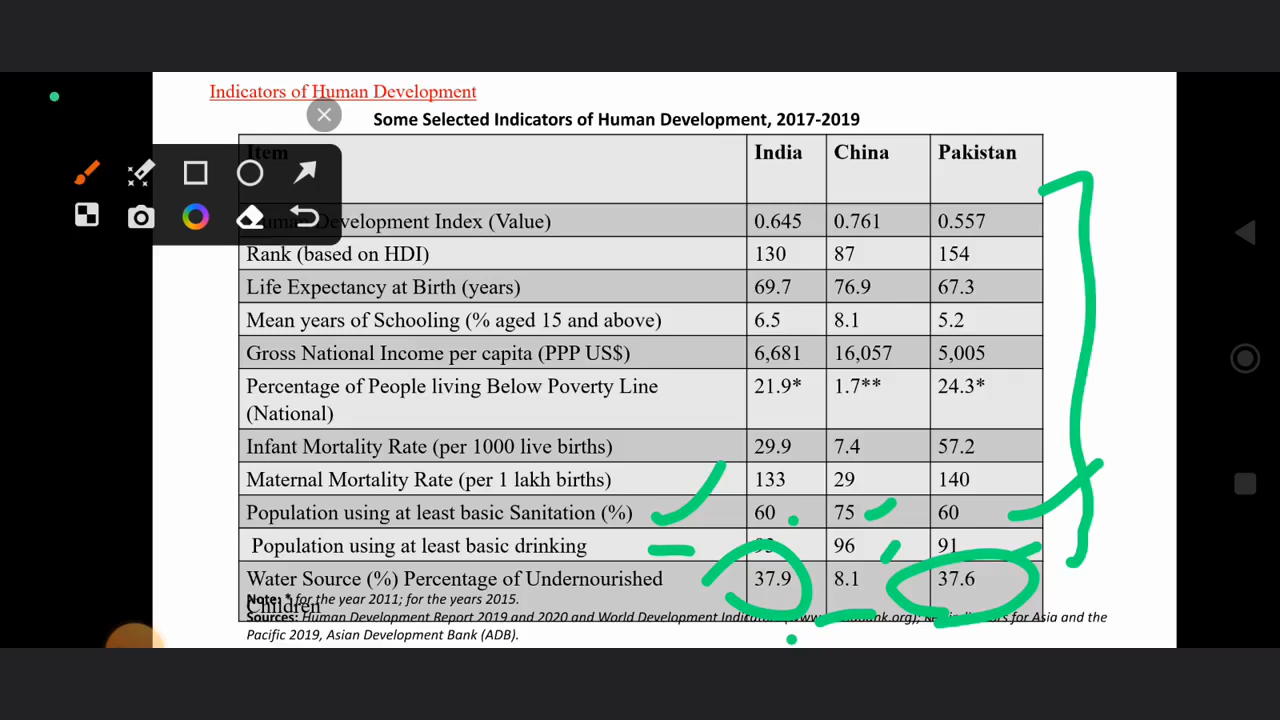 Indicators of Human Development
Some Selected Indicators of Human Development, 2017-2019
Item India China Pakistan
Development Index (Value) 0.645 0.761 0.557
Rank (based on HDI) 130 87 154
Life Expectancy at Birth (years) 69.7 76.9 67.3
Mean years of Schooling (% aged 15 and above) 6.5 8.1 5.2
Gross National Income per capita (PPP US$) 6,681 16,057 5,005
Percentage of People living Below Poverty Line 21.9* 1.7** 24.3*
(National)
Infant Mortality Rate (per 1000 live births) 29.9 7.4 57.2
Maternal Mortality Rate (per 1 lakh births) 133 29 140
Population using at least basic Sanitation (%) 60 75 60
Population using at least basic drinking 96 91
Water Source (%) Percentage of Undernourished 37.9 8.1 37.6
Children
Note: * for the year 2011; for the years 2015.
Sources: Human Development Report 2019 and 2020 and World Development for Asia and the
Pacific 2019, Asian Development Bank (ADB).